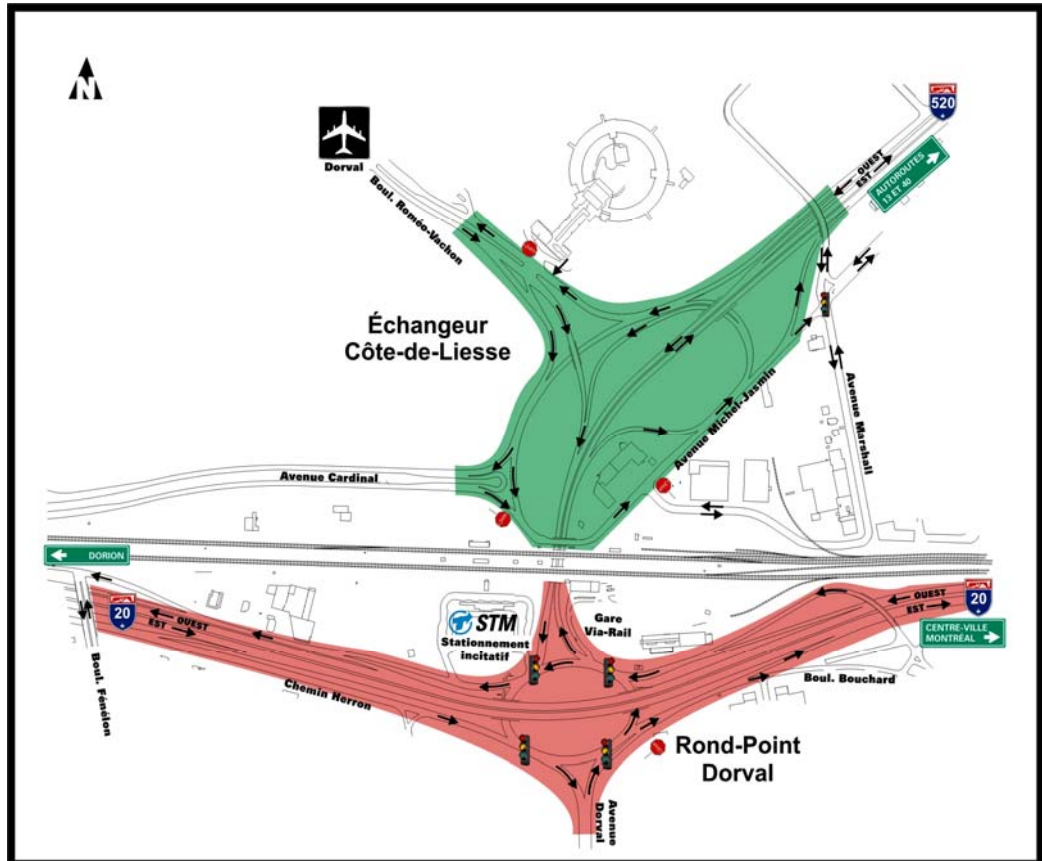 N
520
Dorval
OUEST
EST
AUTOROUTES
13 ET 40
Boul. Roméo-Vachon
Échangeur
Côte-de-Liesse
Avenue Michel-Jasmin
Avenue Marshall
Avenue Cardinal
DORION
20
OUEST
EST
STM
Stationnement
incitatif
Gare
Via-Rail
OUEST
EST
20
CENTRE-VILLE
MONTRÉAL
Boul. Fénélon
Chemin Herron
Boul. Bouchard
Rond-Point
Dorval
Avenue
Dorval